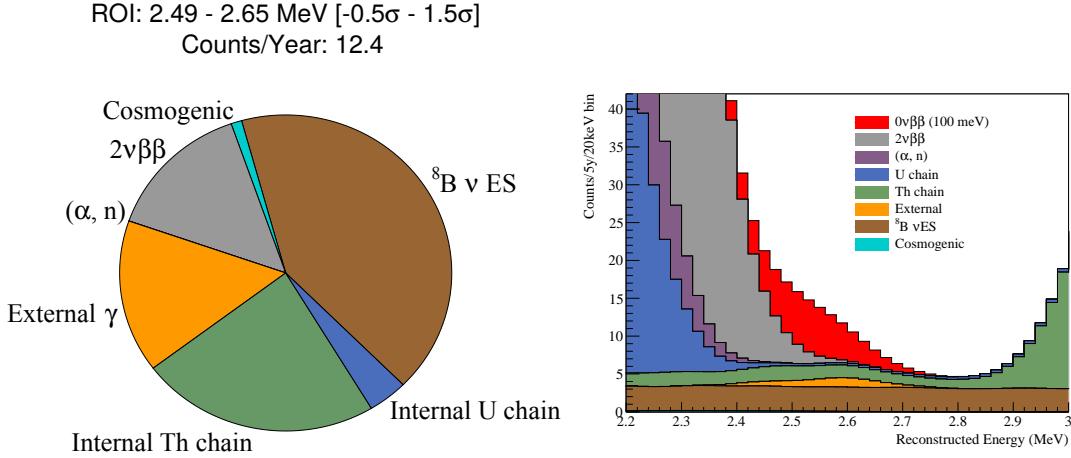 ROI: 2.49 - 2.65 MeV [-0.5σ - 1.5σ]
Counts/Year: 12.4
Cosmogenic
2νββ
(α, n)
External γ
Internal Th chain
Internal U chain
⁸B ν ES
Counts/5y/20keV bin
40
35
30
25
20
15
10
5
0
2.2 2.3 2.4 2.5 2.6 2.7 2.8 2.9 3
Reconstructed Energy (MeV)
0νββ (100 meV)
2νββ
(α, n)
U chain
Th chain
External
⁸B νES
Cosmogenic